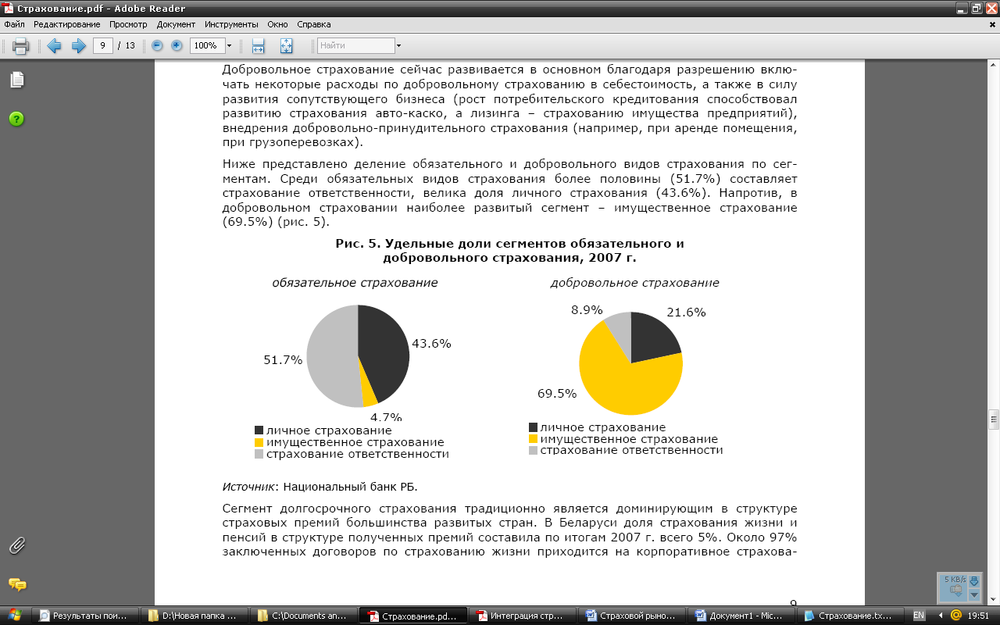 Страхование.pdf - Adobe Reader
Файл Редактирование Просмотр Документ Инструменты Окно Справка
9 / 13 100% Найти
Добровольное страхование сейчас развивается в основном благодаря разрешению вклю-
чать некоторые расходы по добровольному страхованию в себестоимость, а также в силу
развития сопутствующего бизнеса (рост потребительского кредитования способствовал
развитию страхования авто-каско, а лизинга – страхованию имущества предприятий),
внедрения добровольно-принудительного страхования (например, при аренде помещения,
при грузоперевозках).
Ниже представлено деление обязательного и добровольного видов страхования по сег-
ментам. Среди обязательных видов страхования более половины (51.7%) составляет
страхование ответственности, велика доля личного страхования (43.6%). Напротив, в
добровольном страховании наиболее развитый сегмент – имущественное страхование
(69.5%) (рис. 5).
Рис. 5. Удельные доли сегментов обязательного и
добровольного страхования, 2007 г.
обязательное страхование
43.6%
51.7%
4.7%
личное страхование
имущественное страхование
страхование ответственности
добровольное страхование
8.9%
21.6%
69.5%
личное страхование
имущественное страхование
страхование ответственности
Источник: Национальный банк РБ.
Сегмент долгосрочного страхования традиционно является доминирующим в структуре
страховых премий большинства развитых стран. В Беларуси доля страхования жизни и
пенсий в структуре полученных премий составила по итогам 2007 г. всего 5%. Около 97%
заключенных договоров по страхованию жизни приходится на корпоративное страхова-
9
5 KB/s
Результаты пои... D:\Новая папка ... C:\Documents an... Страхование.pd... Интеграция стр... Страховой рыно... Документ1 - Mic... Страхование.tx... EN 19:51